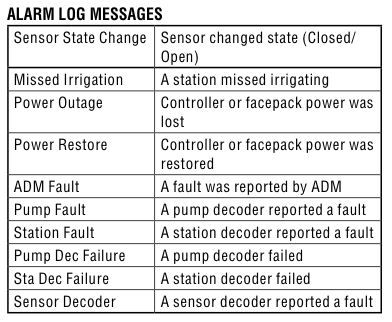 ALARM LOG MESSAGES
Sensor State Change Sensor changed state (Closed/
Open)
Missed Irrigation A station missed irrigating
Power Outage Controller or facepack power was
lost
Power Restore Controller or facepack power was
restored
ADM Fault A fault was reported by ADM
Pump Fault A pump decoder reported a fault
Station Fault A station decoder reported a fault
Pump Dec Failure A pump decoder failed
Sta Dec Failure A station decoder failed
Sensor Decoder A sensor decoder reported a fault